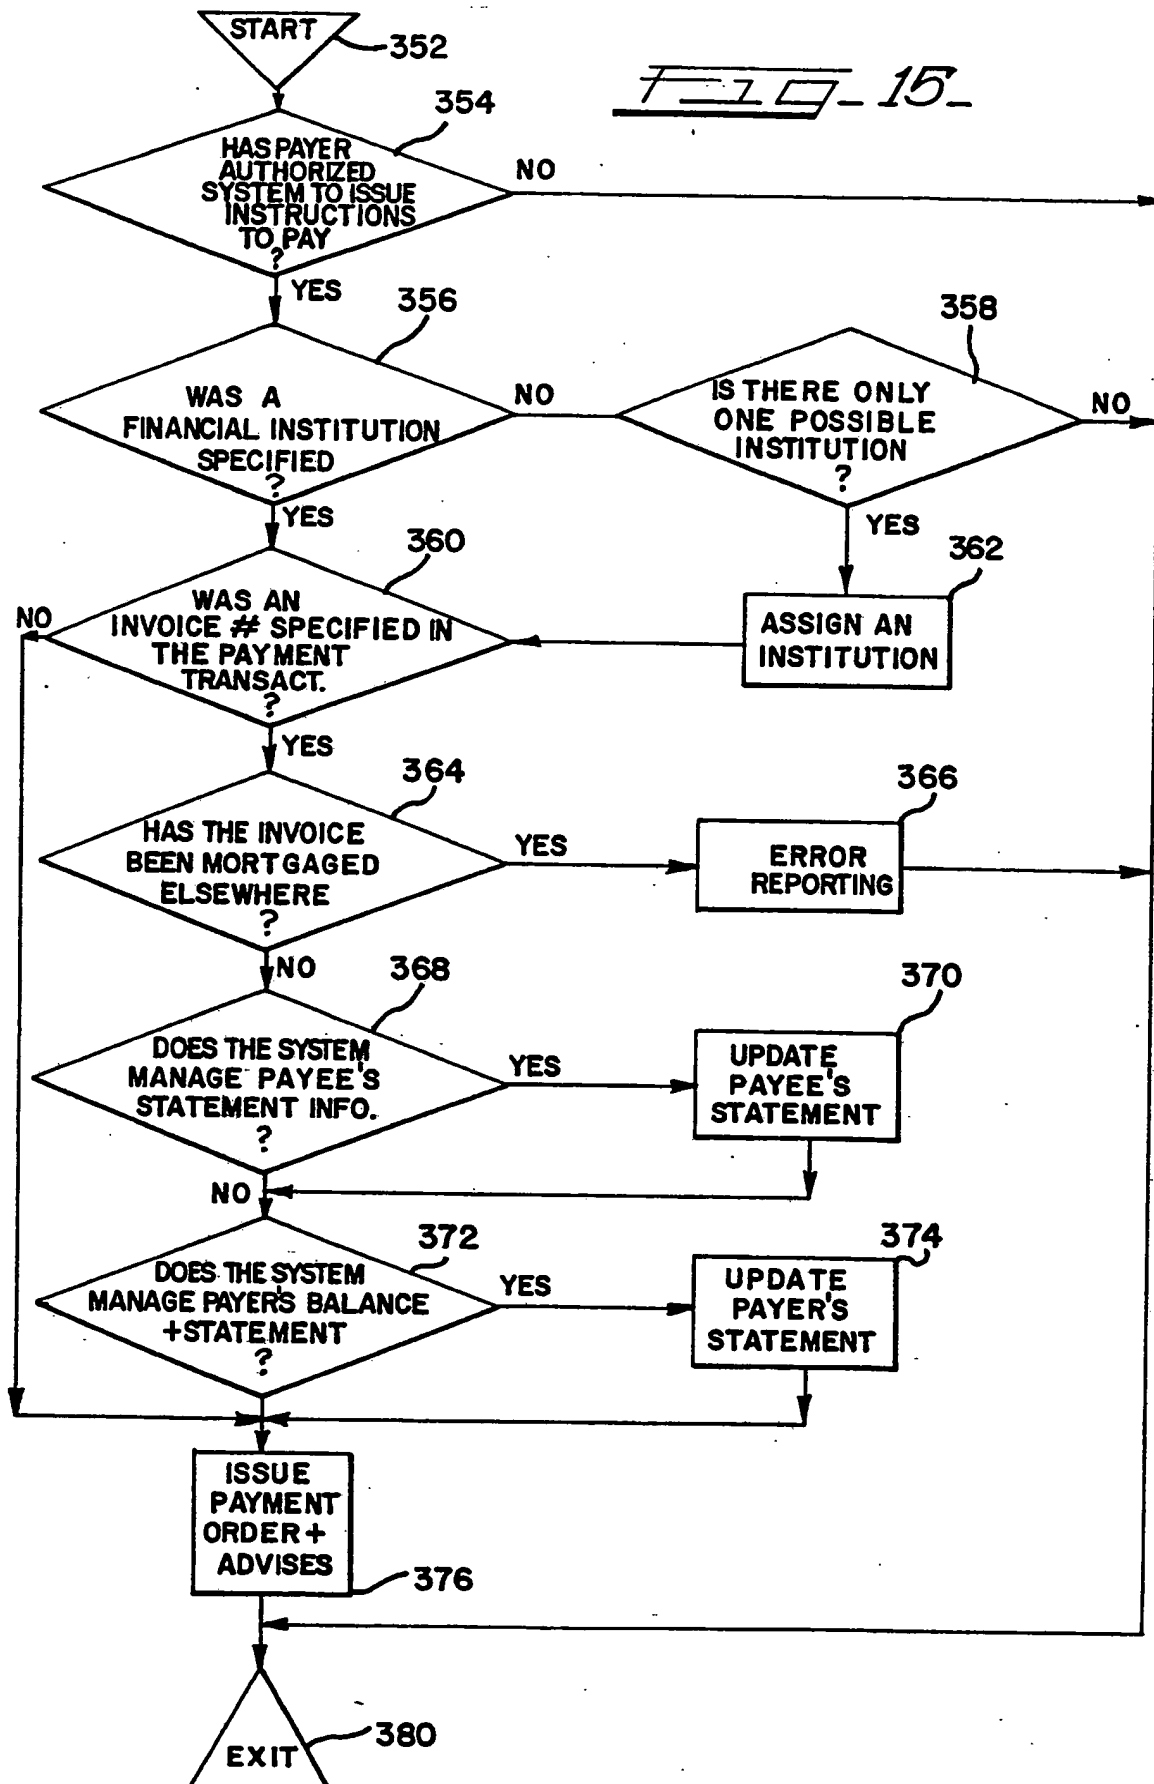 START
352
Fig_15_
354
HAS PAYER
AUTHORIZED
SYSTEM TO ISSUE
INSTRUCTIONS
TO PAY
?
NO
YES
356
358
WAS A
FINANCIAL INSTITUTION
SPECIFIED
?
NO
IS THERE ONLY
ONE POSSIBLE
INSTITUTION
?
NO
YES
YES
360
362
NO
WAS AN
INVOICE # SPECIFIED IN
THE PAYMENT
TRANSACT.
?
ASSIGN AN
INSTITUTION
YES
364
366
HAS THE INVOICE
BEEN MORTGAGED
ELSEWHERE
?
YES
ERROR
REPORTING
NO
368
370
DOES THE SYSTEM
MANAGE PAYEE'S
STATEMENT INFO.
?
YES
UPDATE
PAYEE'S
STATEMENT
NO
372
374
DOES THE SYSTEM
MANAGE PAYER'S BALANCE
+STATEMENT
?
YES
UPDATE
PAYER'S
STATEMENT
ISSUE
PAYMENT
ORDER +
ADVISES
376
EXIT
380